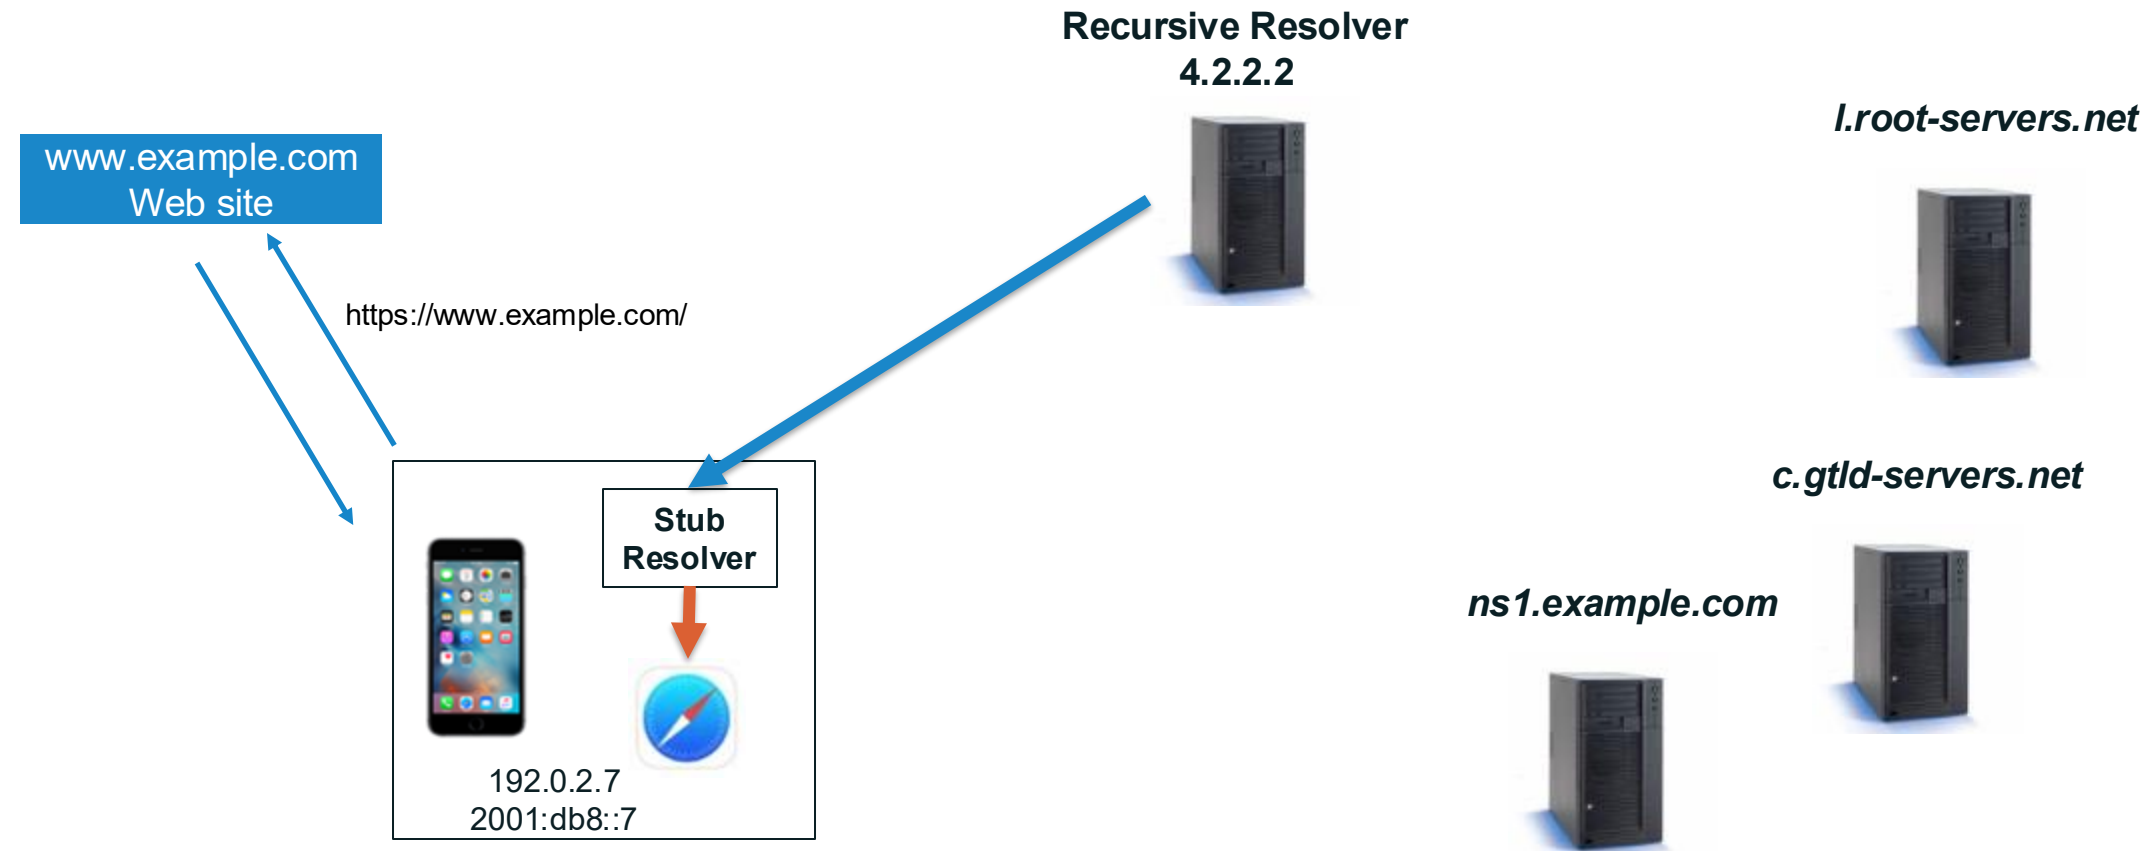 Recursive Resolver
4.2.2.2
l.root-servers.net
www.example.com
Web site
https://www.example.com/
c.gtld-servers.net
Stub
Resolver
ns1.example.com
192.0.2.7
2001:db8::7